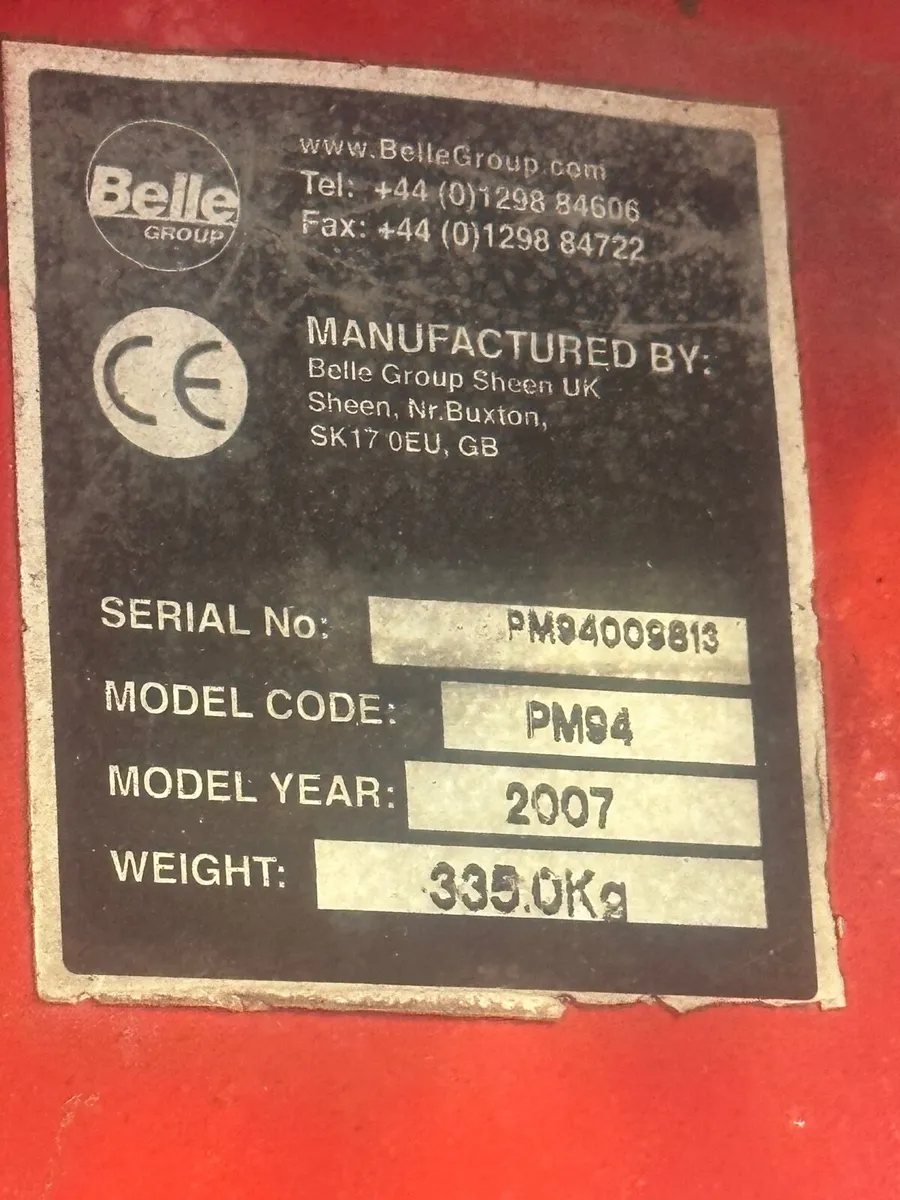 Belle
GROUP
www.BelleGroup.com
Tel: +44 (0)1298 84606
Fax: +44 (0)1298 84722
CE
MANUFACTURED BY:
Belle Group Sheen UK
Sheen, Nr.Buxton,
SK17 0EU, GB
SERIAL No: PM94009813
MODEL CODE: PM94
MODEL YEAR: 2007
WEIGHT: 335.0Kg